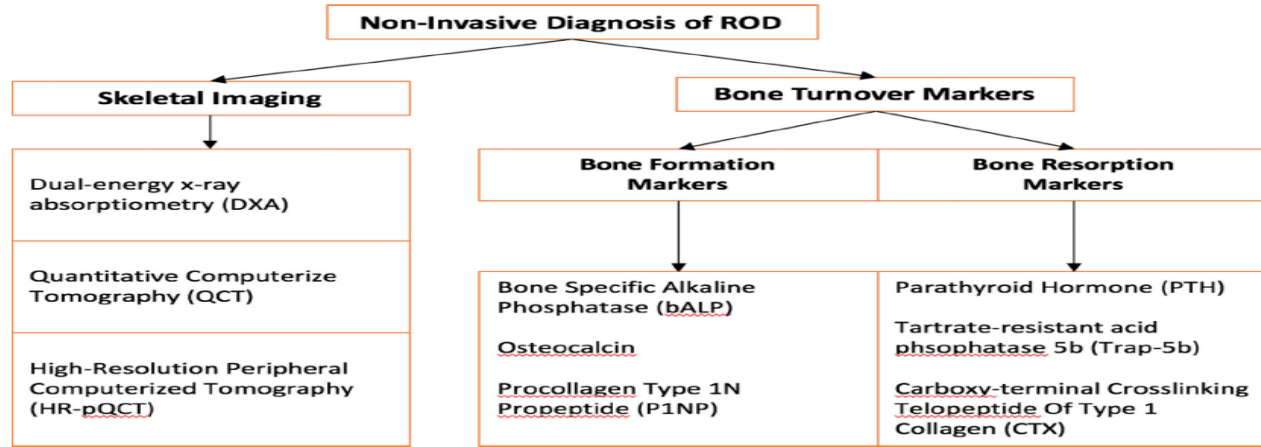 Non-Invasive Diagnosis of ROD
Skeletal Imaging
Bone Turnover Markers
Dual-energy x-ray
absorptiometry (DXA)
Quantitative Computerize
Tomography (QCT)
High-Resolution Peripheral
Computerized Tomography
(HR-pQCT)
Bone Formation
Markers
Bone Specific Alkaline
Phosphatase (bALP)
Osteocalcin
Procollagen Type 1N
Propeptide (P1NP)
Bone Resorption
Markers
Parathyroid Hormone (PTH)
Tartrate-resistant acid
phsophatase 5b (Trap-5b)
Carboxy-terminal Crosslinking
Telopeptide Of Type 1
Collagen (CTX)